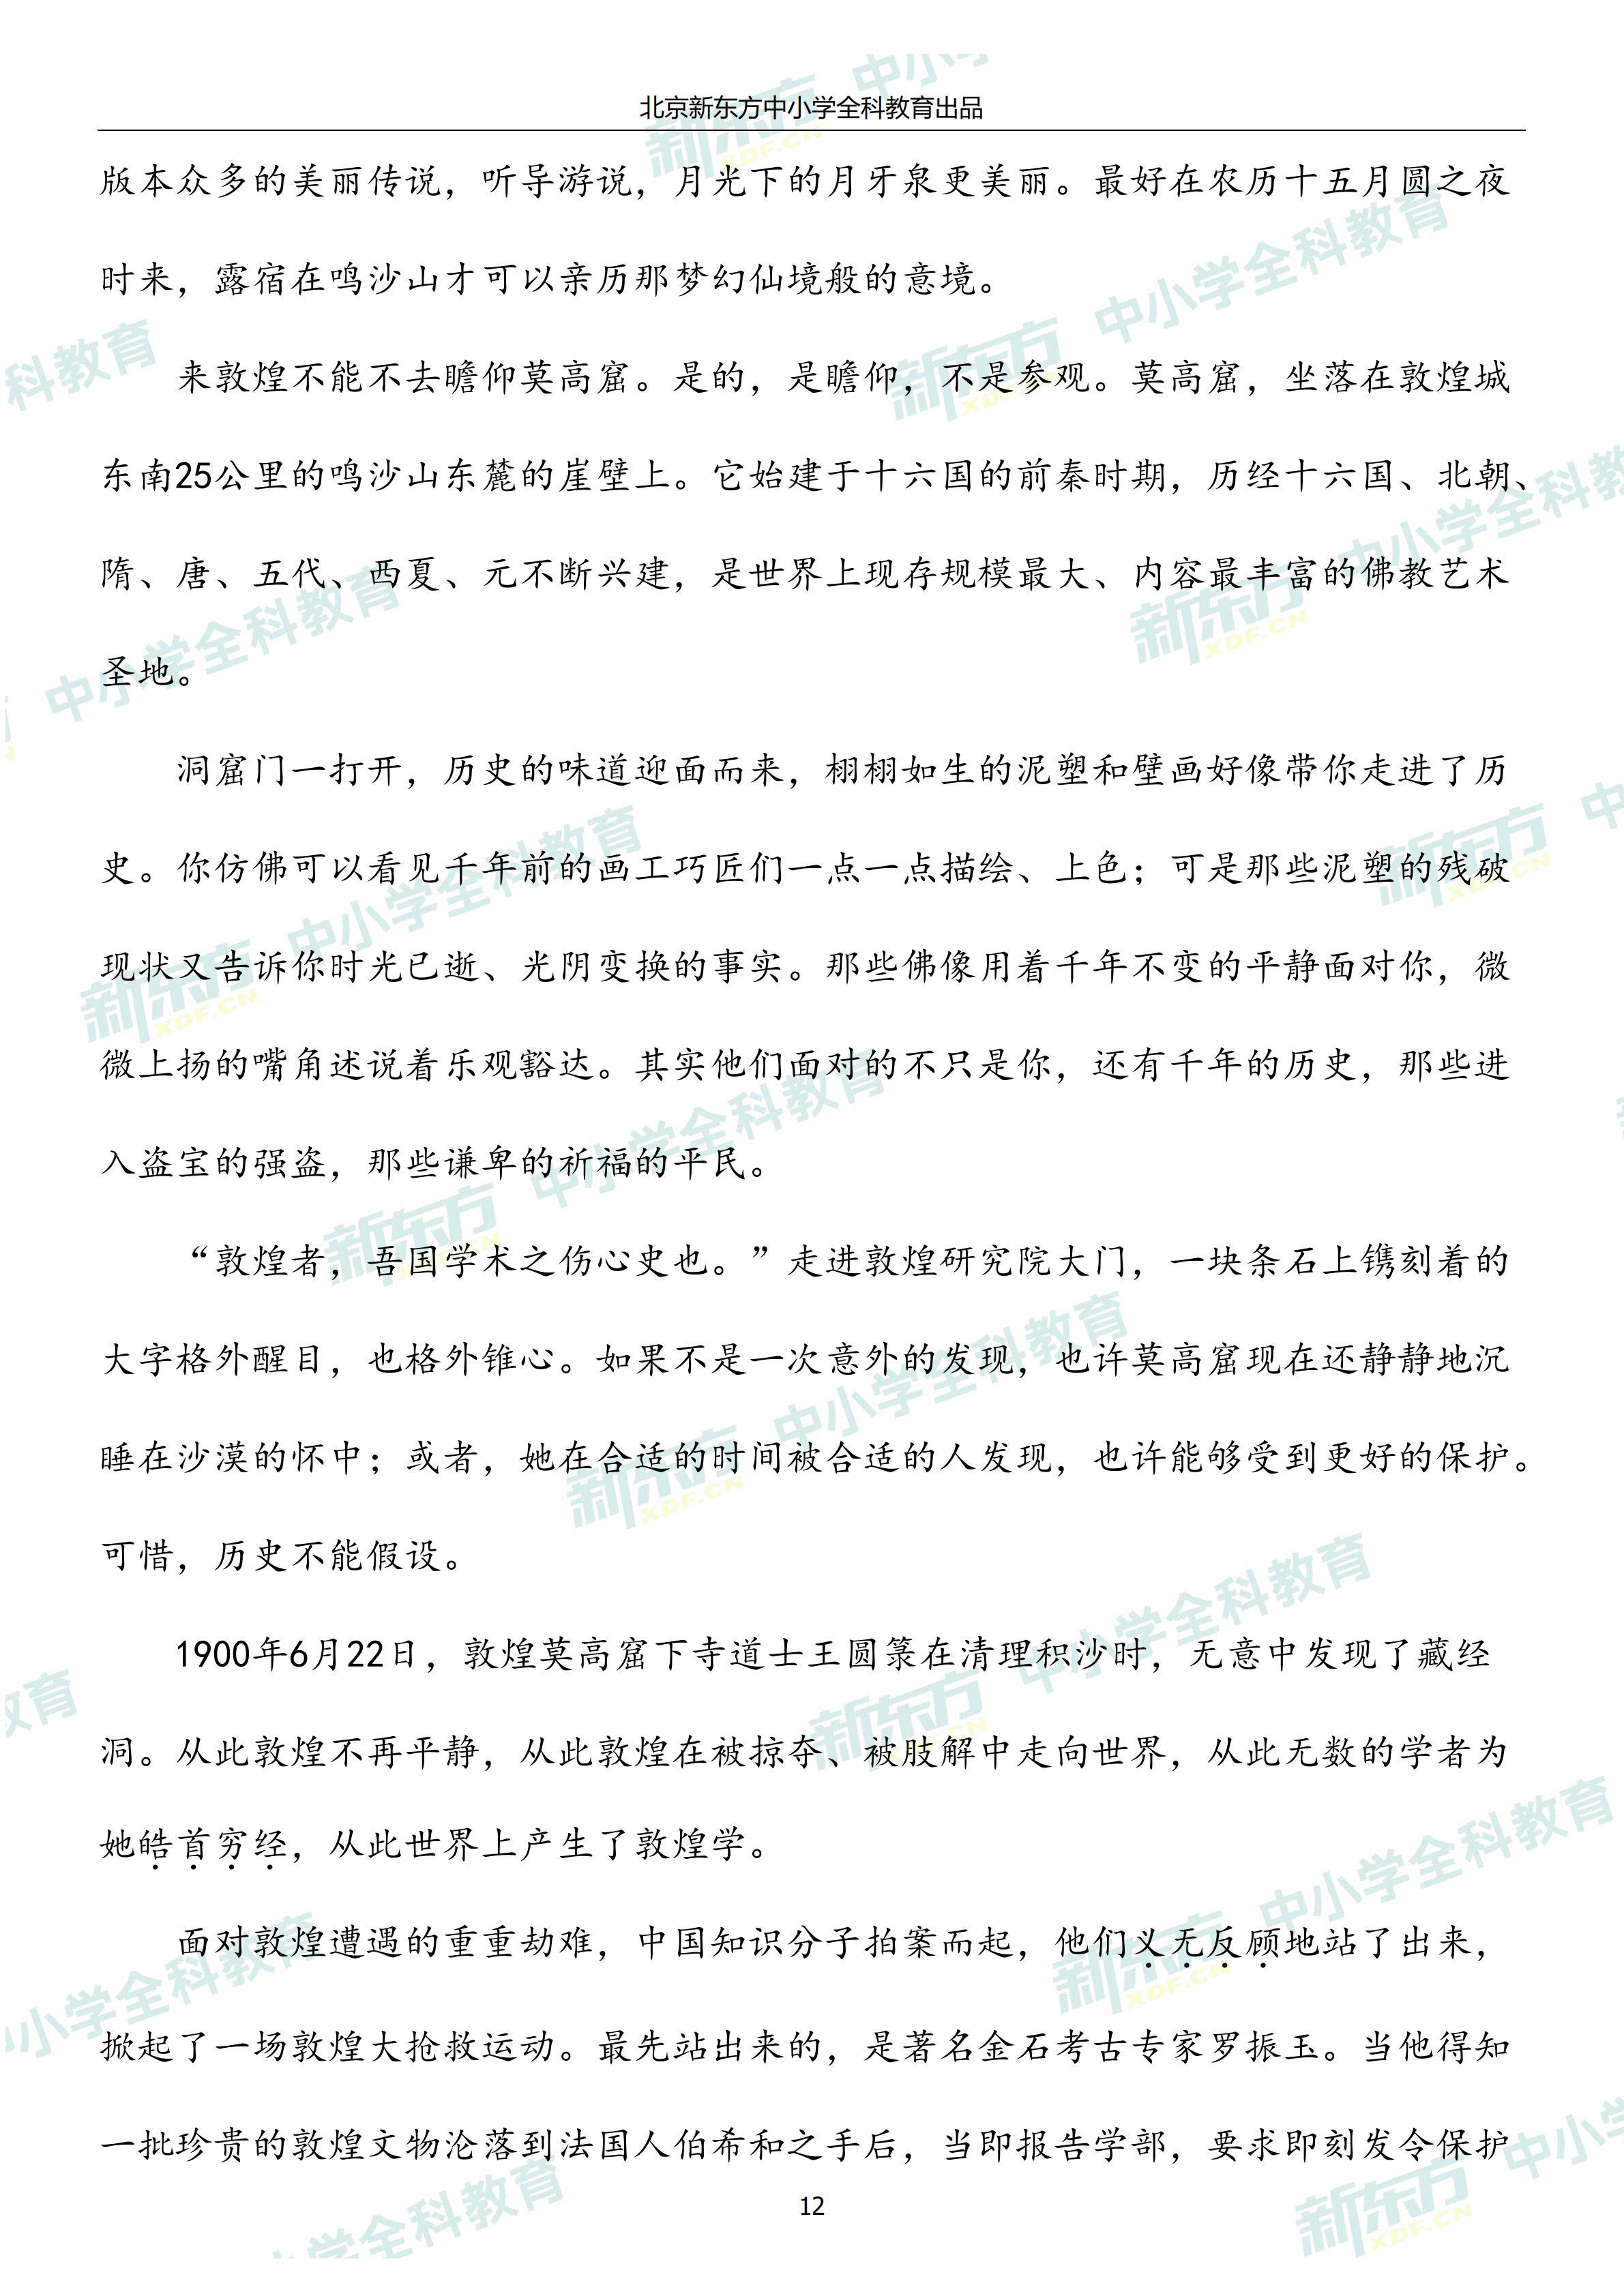 北京新东方中小学全科教育出品
版本众多的美丽传说，听导游说，月光下的月牙泉更美丽。最好在农历十五月圆之夜
时来，露宿在鸣沙山才可以亲历那梦幻仙境般的意境。
来敦煌不能不去瞻仰莫高窟。是的，是瞻仰，不是参观。莫高窟，坐落在敦煌城
东南25公里的鸣沙山东麓的崖壁上。它始建于十六国的前秦时期，历经十六国、北朝、
隋、唐、五代、西夏、元不断兴建，是世界上现存规模最大、内容最丰富的佛教艺术
圣地。
洞窟门一打开，历史的味道迎面而来，栩栩如生的泥塑和壁画好像带你走进了历
史。你仿佛可以看见千年前的画工巧匠们一点一点描绘、上色；可是那些泥塑的残破
现状又告诉你时光已逝、光阴变换的事实。那些佛像用着千年不变的平静面对你，微
微上扬的嘴角述说着乐观豁达。其实他们面对的不只是你，还有千年的历史，那些进
入盗宝的强盗，那些谦卑的祈福的平民。
“敦煌者，吾国学术之伤心史也。”走进敦煌研究院大门，一块条石上镌刻着的
大字格外醒目，也格外锥心。如果不是一次意外的发现，也许莫高窟现在还静静地沉
睡在沙漠的怀中；或者，她在合适的时间被合适的人发现，也许能够受到更好的保护。
可惜，历史不能假设。
1900年6月22日，敦煌莫高窟下寺道士王圆箓在清理积沙时，无意中发现了藏经
洞。从此敦煌不再平静，从此敦煌在被掠夺、被肢解中走向世界，从此无数的学者为
她皓首穷经，从此世界上产生了敦煌学。
面对敦煌遭遇的重重劫难，中国知识分子拍案而起，他们义无反顾地站了出来，
掀起了一场敦煌大抢救运动。最先站出来的，是著名金石考古专家罗振玉。当他得知
一批珍贵的敦煌文物沦落到法国人伯希和之手后，当即报告学部，要求即刻发令保护
12